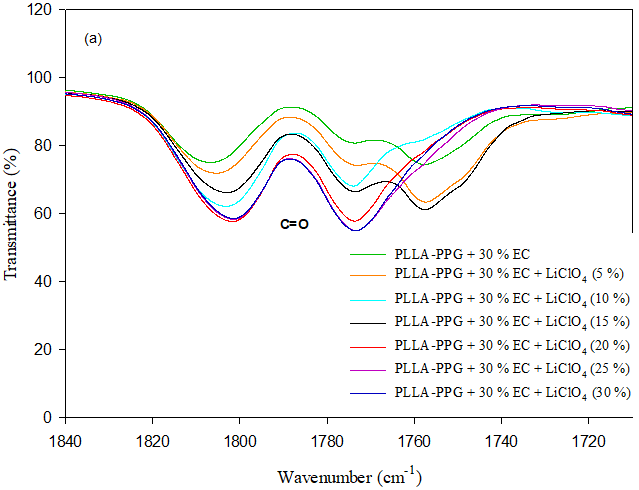 120
(a)
100
80
60
40
20
0
Transmittance (%)
C=O
PLLA-PPG + 30 % EC
PLLA-PPG + 30 % EC + LiClO4 (5 %)
PLLA-PPG + 30 % EC + LiClO4 (10 %)
PLLA-PPG + 30 % EC + LiClO4 (15 %)
PLLA-PPG + 30 % EC + LiClO4 (20 %)
PLLA-PPG + 30 % EC + LiClO4 (25 %)
PLLA-PPG + 30 % EC + LiClO4 (30 %)
1840 1820 1800 1780 1760 1740 1720
Wavenumber (cm-1)